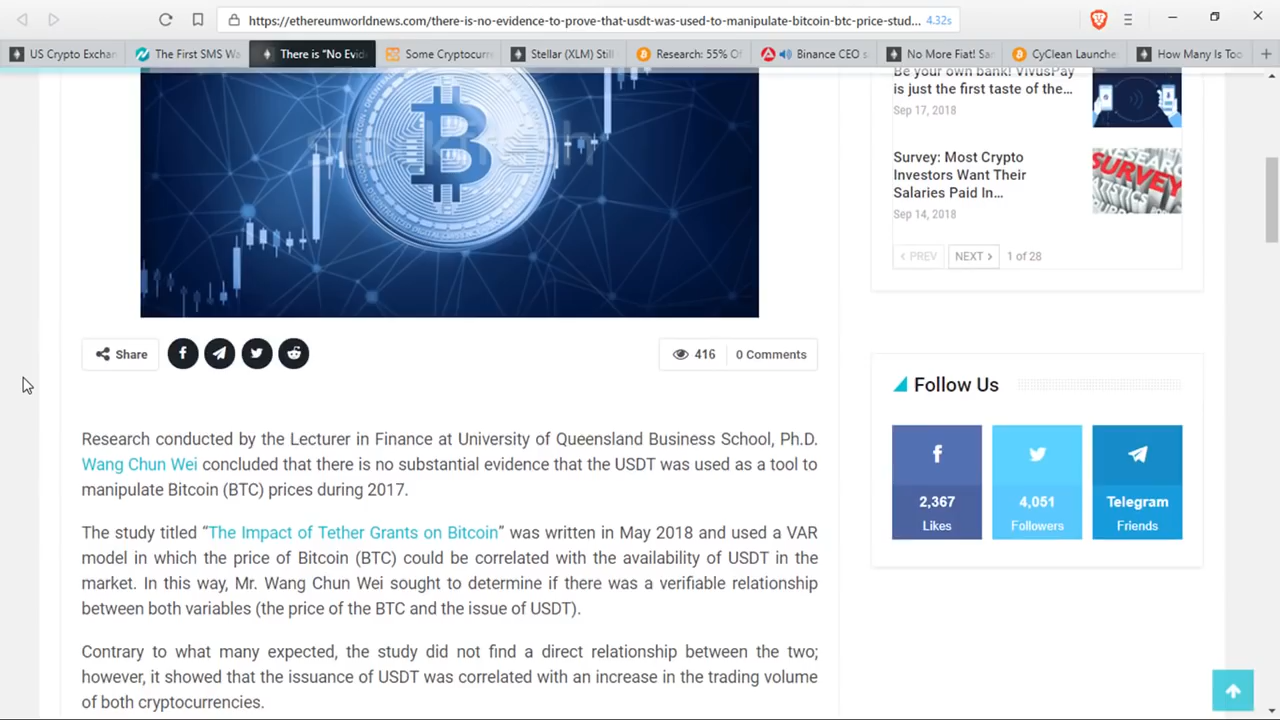 https://ethereumworldnews.com/there-is-no-evidence-to-prove-that-usdt-was-used-to-manipulate-bitcoin-btc-price-stud... 4.32s
US Crypto Exchan
The First SMS Wa
There is "No Evid
Some Cryptocurr
Stellar (XLM) Still
Research: 55% Of
Binance CEO s
No More Fiat! Sa
CyClean Launche
How Many Is Too
Be your own bank! VivusPay
is just the first taste of the...
Sep 17, 2018
Survey: Most Crypto
Investors Want Their
Salaries Paid In...
Sep 14, 2018
SURVEY
PREV NEXT 1 of 28
Share
416 0 Comments
Follow Us
2,367
Likes
4,051
Followers
Telegram
Friends
Research conducted by the Lecturer in Finance at University of Queensland Business School, Ph.D.
Wang Chun Wei concluded that there is no substantial evidence that the USDT was used as a tool to
manipulate Bitcoin (BTC) prices during 2017.
The study titled “The Impact of Tether Grants on Bitcoin” was written in May 2018 and used a VAR
model in which the price of Bitcoin (BTC) could be correlated with the availability of USDT in the
market. In this way, Mr. Wang Chun Wei sought to determine if there was a verifiable relationship
between both variables (the price of the BTC and the issue of USDT).
Contrary to what many expected, the study did not find a direct relationship between the two;
however, it showed that the issuance of USDT was correlated with an increase in the trading volume
of both cryptocurrencies.